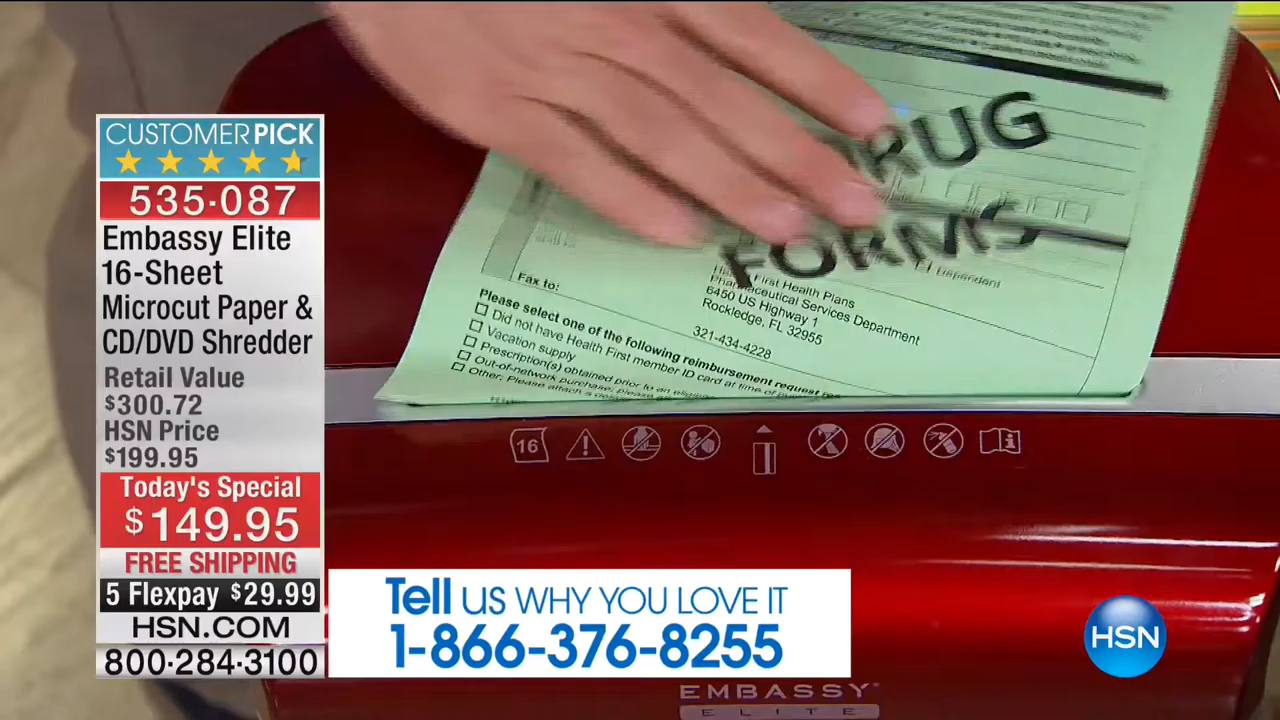 CUSTOMER PICK
535-087
Embassy Elite
16-Sheet
Microcut Paper &
CD/DVD Shredder
Retail Value
$300.72
HSN Price
$199.95
Today's Special
$149.95
FREE SHIPPING
5 Flexpay $29.99
HSN.COM
800-284-3100
RUG
FORMS
Dependent
Fax to:
First Health Plans
Pharmaceutical Services Department
6450 US Highway 1
Rockledge, FL 32955
321-434-4228
Please select one of the following reimbursement request
Did not have Health First member ID card at time of
Vacation supply
Prescription(s) obtained prior to an
Out-of-network purchase, please
Other. Please attach
16
Tell us WHY YOU LOVE IT
1-866-376-8255
HSN
EMBASSY
ELITE